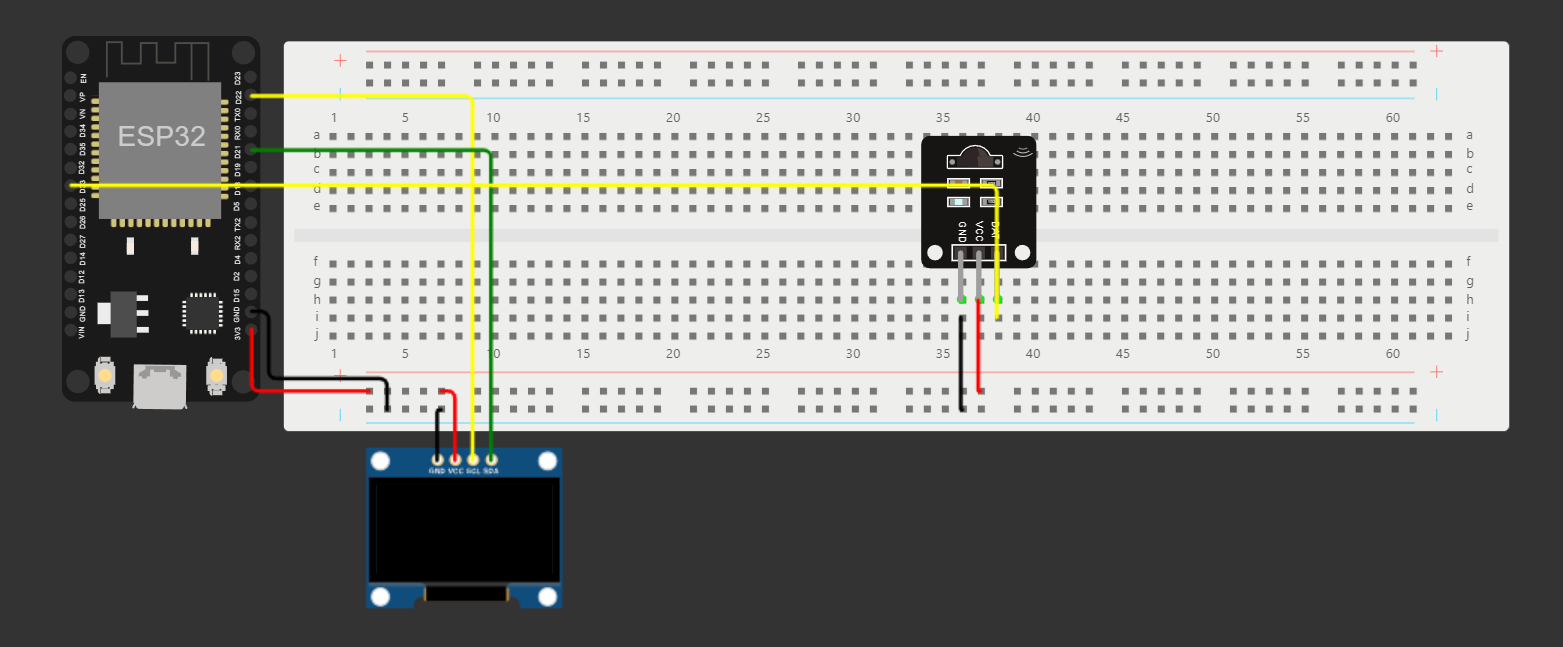 EN
VP
VN
D34
D35
D32
D25
D26
D27
D14
D12
D13
GND
VIN
ESP32
D23
D22
TX0
RX0
D21
D19
D5
TX2
RX2
D4
D2
D15
GND
3V3
+ +
1 5 10 15 20 25 30 35 40 45 50 55 60
a a
b b
c c
d d
e e
GND VCC DAT
f f
g g
h h
i i
j j
1 5 10 15 20 25 30 35 40 45 50 55 60
+ +
GND VCC SCL SDA